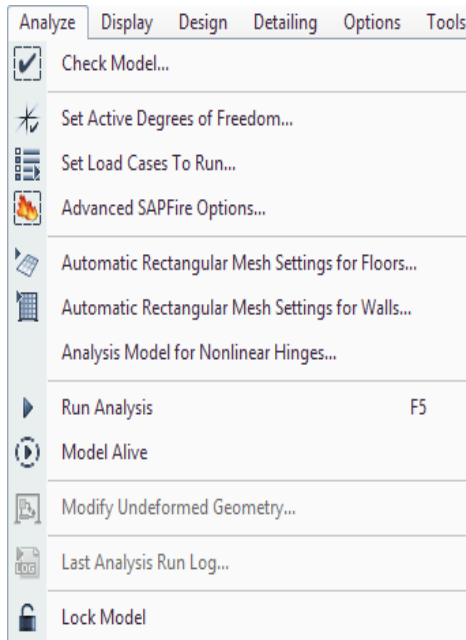 Analyze Display Design Detailing Options Tools
Check Model...
Set Active Degrees of Freedom...
Set Load Cases To Run...
Advanced SAPFire Options...
Automatic Rectangular Mesh Settings for Floors...
Automatic Rectangular Mesh Settings for Walls...
Analysis Model for Nonlinear Hinges...
Run Analysis F5
Model Alive
Modify Undeformed Geometry...
LOG Last Analysis Run Log...
Lock Model